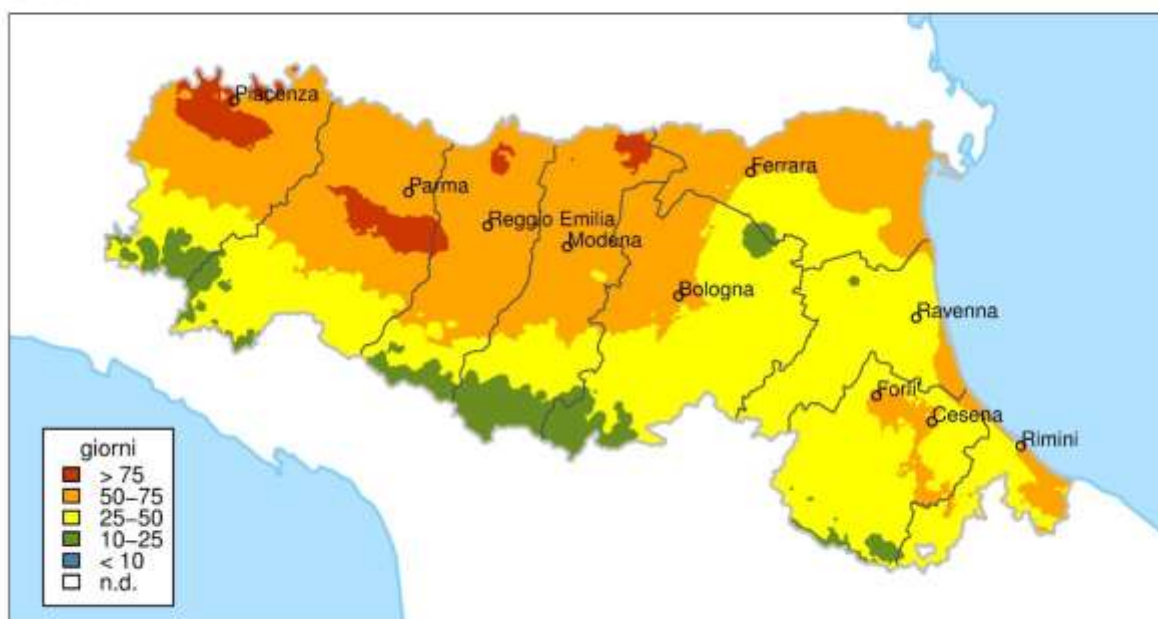 Piacenza
Parma
Ferrara
Reggio Emilia
Modena
Bologna
Ravenna
Forlì
Cesena
Rimini
giorni
> 75
50–75
25–50
10–25
< 10
n.d.